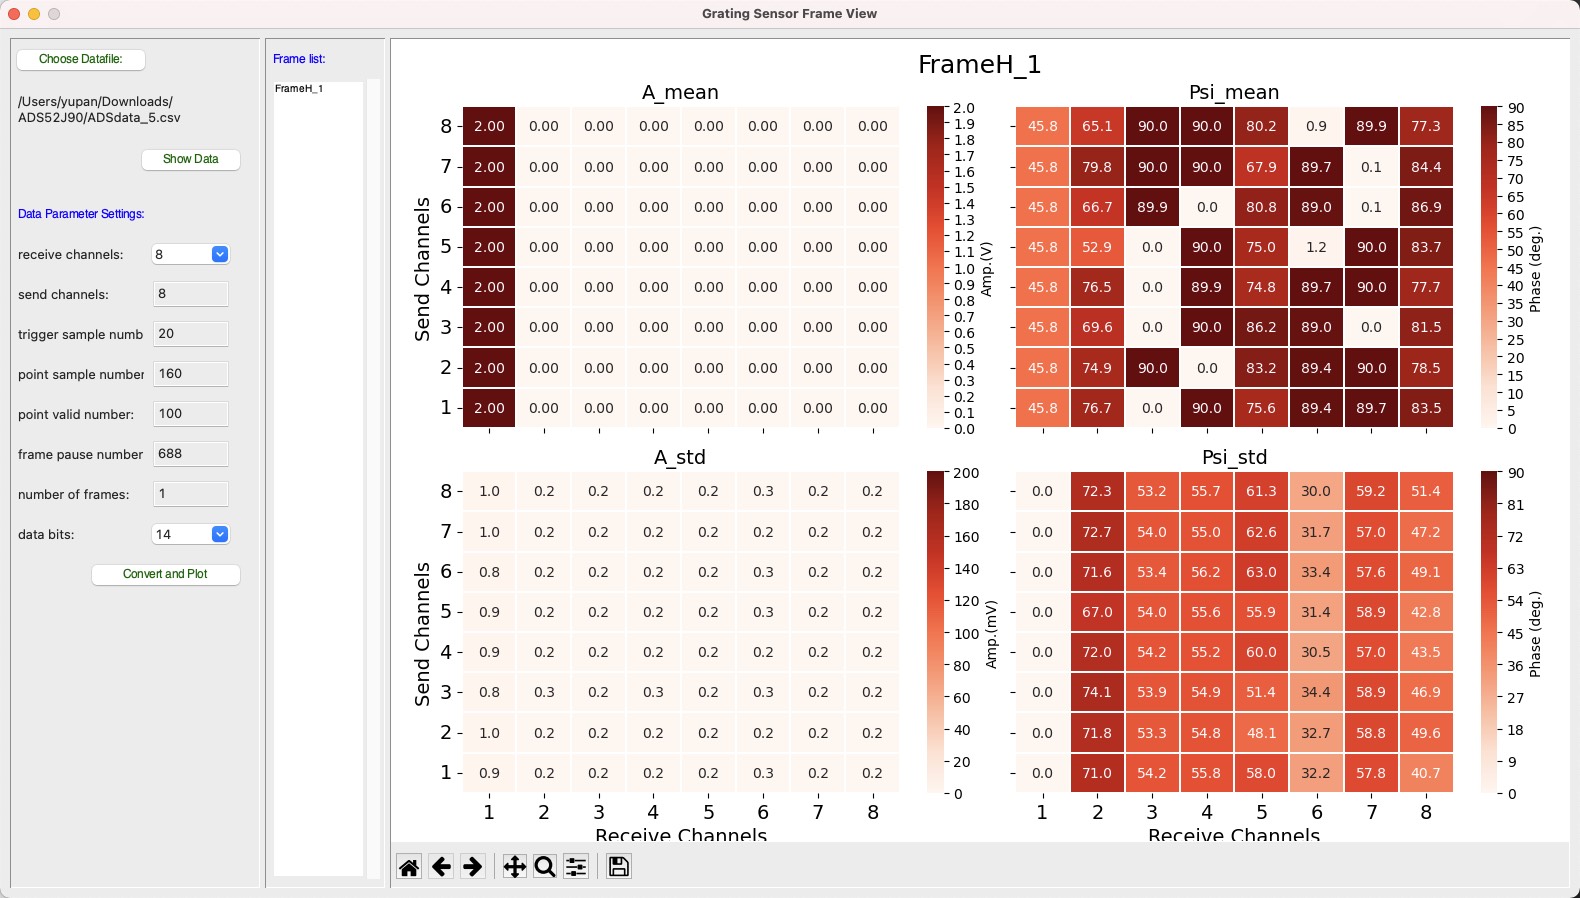 Grating Sensor Frame View
Choose Datafile:
/Users/yupan/Downloads/
ADS52J90/ADSdata_5.csv
Show Data
Data Parameter Settings:
receive channels: 8
send channels: 8
trigger sample numb 20
point sample number 160
point valid number: 100
frame pause number 688
number of frames: 1
data bits: 14
Convert and Plot
Frame list:
FrameH_1
FrameH_1
A_mean
Send Channels
8 2.00 0.00 0.00 0.00 0.00 0.00 0.00 0.00
7 2.00 0.00 0.00 0.00 0.00 0.00 0.00 0.00
6 2.00 0.00 0.00 0.00 0.00 0.00 0.00 0.00
5 2.00 0.00 0.00 0.00 0.00 0.00 0.00 0.00
4 2.00 0.00 0.00 0.00 0.00 0.00 0.00 0.00
3 2.00 0.00 0.00 0.00 0.00 0.00 0.00 0.00
2 2.00 0.00 0.00 0.00 0.00 0.00 0.00 0.00
1 2.00 0.00 0.00 0.00 0.00 0.00 0.00 0.00
2.0
1.9
1.8
1.7
1.6
1.5
1.4
1.3
1.2
1.1
1.0
0.9
0.8
0.7
0.6
0.5
0.4
0.3
0.2
0.1
0.0
Amp.(V)
Psi_mean
45.8 65.1 90.0 90.0 80.2 0.9 89.9 77.3
45.8 79.8 90.0 90.0 67.9 89.7 0.1 84.4
45.8 66.7 89.9 0.0 80.8 89.0 0.1 86.9
45.8 52.9 0.0 90.0 75.0 1.2 90.0 83.7
45.8 76.5 0.0 89.9 74.8 89.7 90.0 77.7
45.8 69.6 0.0 90.0 86.2 89.0 0.0 81.5
45.8 74.9 90.0 0.0 83.2 89.4 90.0 78.5
45.8 76.7 0.0 90.0 75.6 89.4 89.7 83.5
90
85
80
75
70
65
60
55
50
45
40
35
30
25
20
15
10
5
0
Phase (deg.)
A_std
Send Channels
8 1.0 0.2 0.2 0.2 0.2 0.3 0.2 0.2
7 1.0 0.2 0.2 0.2 0.2 0.3 0.2 0.2
6 0.8 0.2 0.2 0.2 0.2 0.3 0.2 0.2
5 0.9 0.2 0.2 0.2 0.2 0.3 0.2 0.2
4 0.9 0.2 0.2 0.2 0.2 0.2 0.2 0.2
3 0.8 0.3 0.2 0.3 0.2 0.3 0.2 0.2
2 1.0 0.2 0.2 0.2 0.2 0.2 0.2 0.2
1 0.9 0.2 0.2 0.2 0.2 0.3 0.2 0.2
1 2 3 4 5 6 7 8
Receive Channels
200
180
160
140
120
100
80
60
40
20
0
Amp.(mV)
Psi_std
0.0 72.3 53.2 55.7 61.3 30.0 59.2 51.4
0.0 72.7 54.0 55.0 62.6 31.7 57.0 47.2
0.0 71.6 53.4 56.2 63.0 33.4 57.6 49.1
0.0 67.0 54.0 55.6 55.9 31.4 58.9 42.8
0.0 72.0 54.2 55.2 60.0 30.5 57.0 43.5
0.0 74.1 53.9 54.9 51.4 34.4 58.9 46.9
0.0 71.8 53.3 54.8 48.1 32.7 58.8 49.6
0.0 71.0 54.2 55.8 58.0 32.2 57.8 40.7
1 2 3 4 5 6 7 8
Receive Channels
90
81
72
63
54
45
36
27
18
9
0
Phase (deg.)